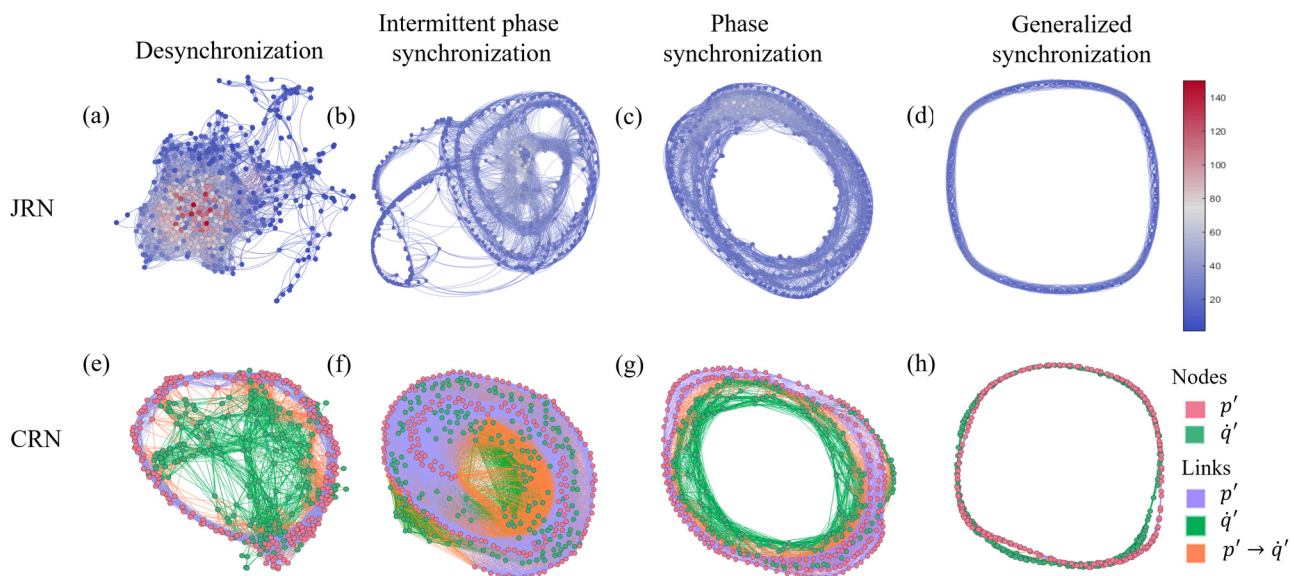 Desynchronization
Intermittent phase
synchronization
Phase
synchronization
Generalized
synchronization
(a)
(b)
(c)
(d)
JRN
140
120
100
80
60
40
20
(e)
(f)
(g)
(h)
CRN
Nodes
p′
q̇′
Links
p′
q̇′
p′ → q̇′